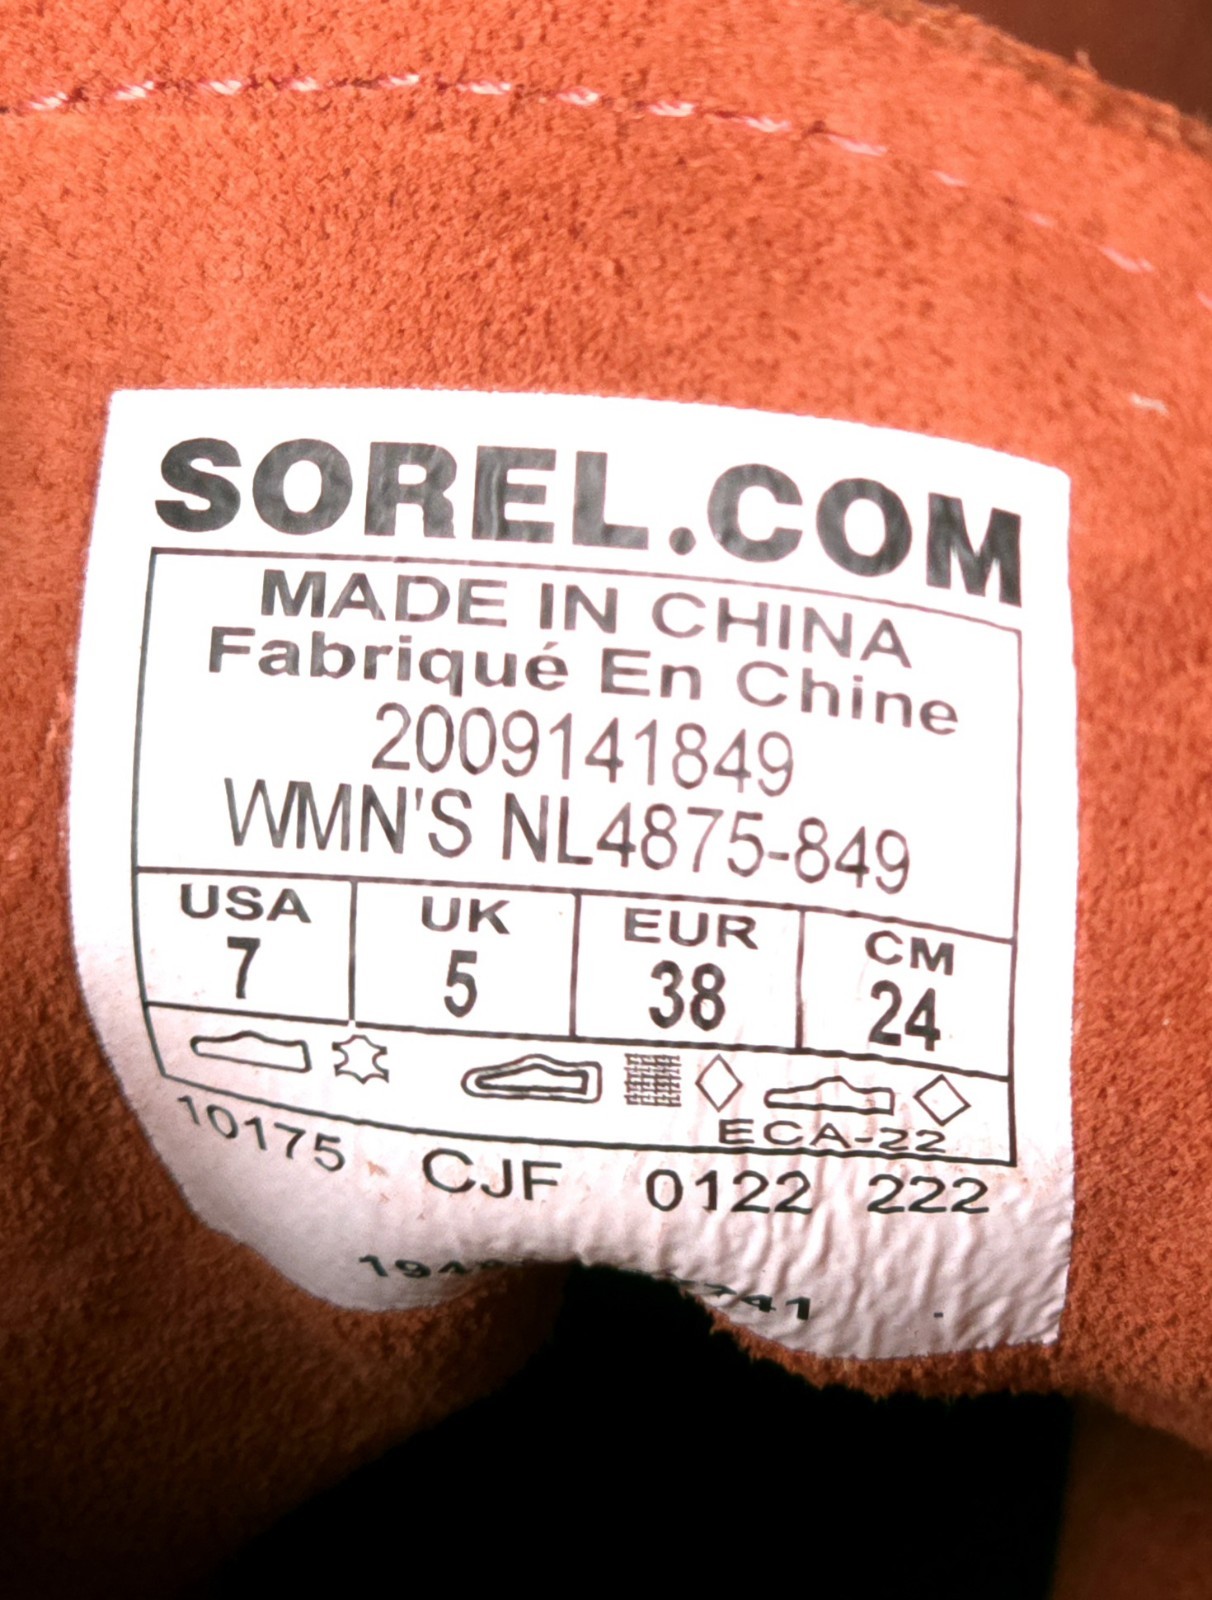 SOREL.COM
MADE IN CHINA
Fabriqué En Chine
2009141849
WMN'S NL4875-849
USA UK EUR CM
7 5 38 24
ECA-22
10175 CJF 0122 222